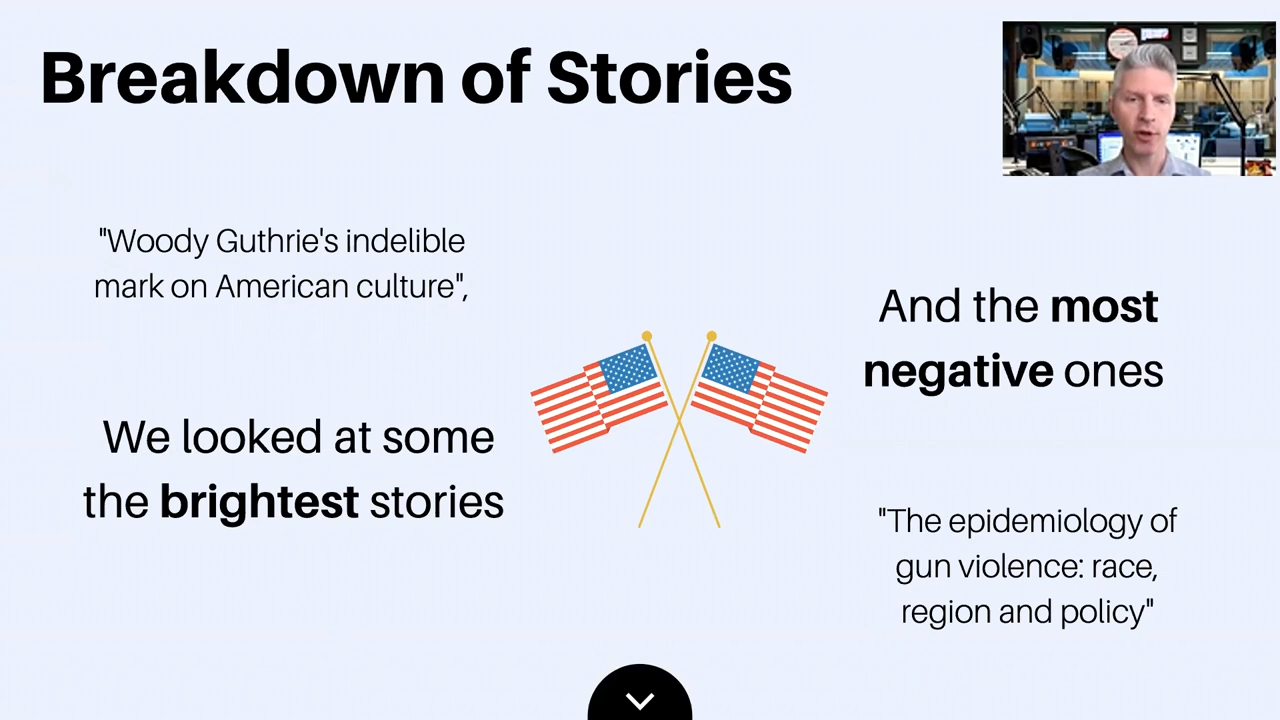 Breakdown of Stories
"Woody Guthrie's indelible
mark on American culture",
We looked at some
the brightest stories
And the most
negative ones
"The epidemiology of
gun violence: race,
region and policy"